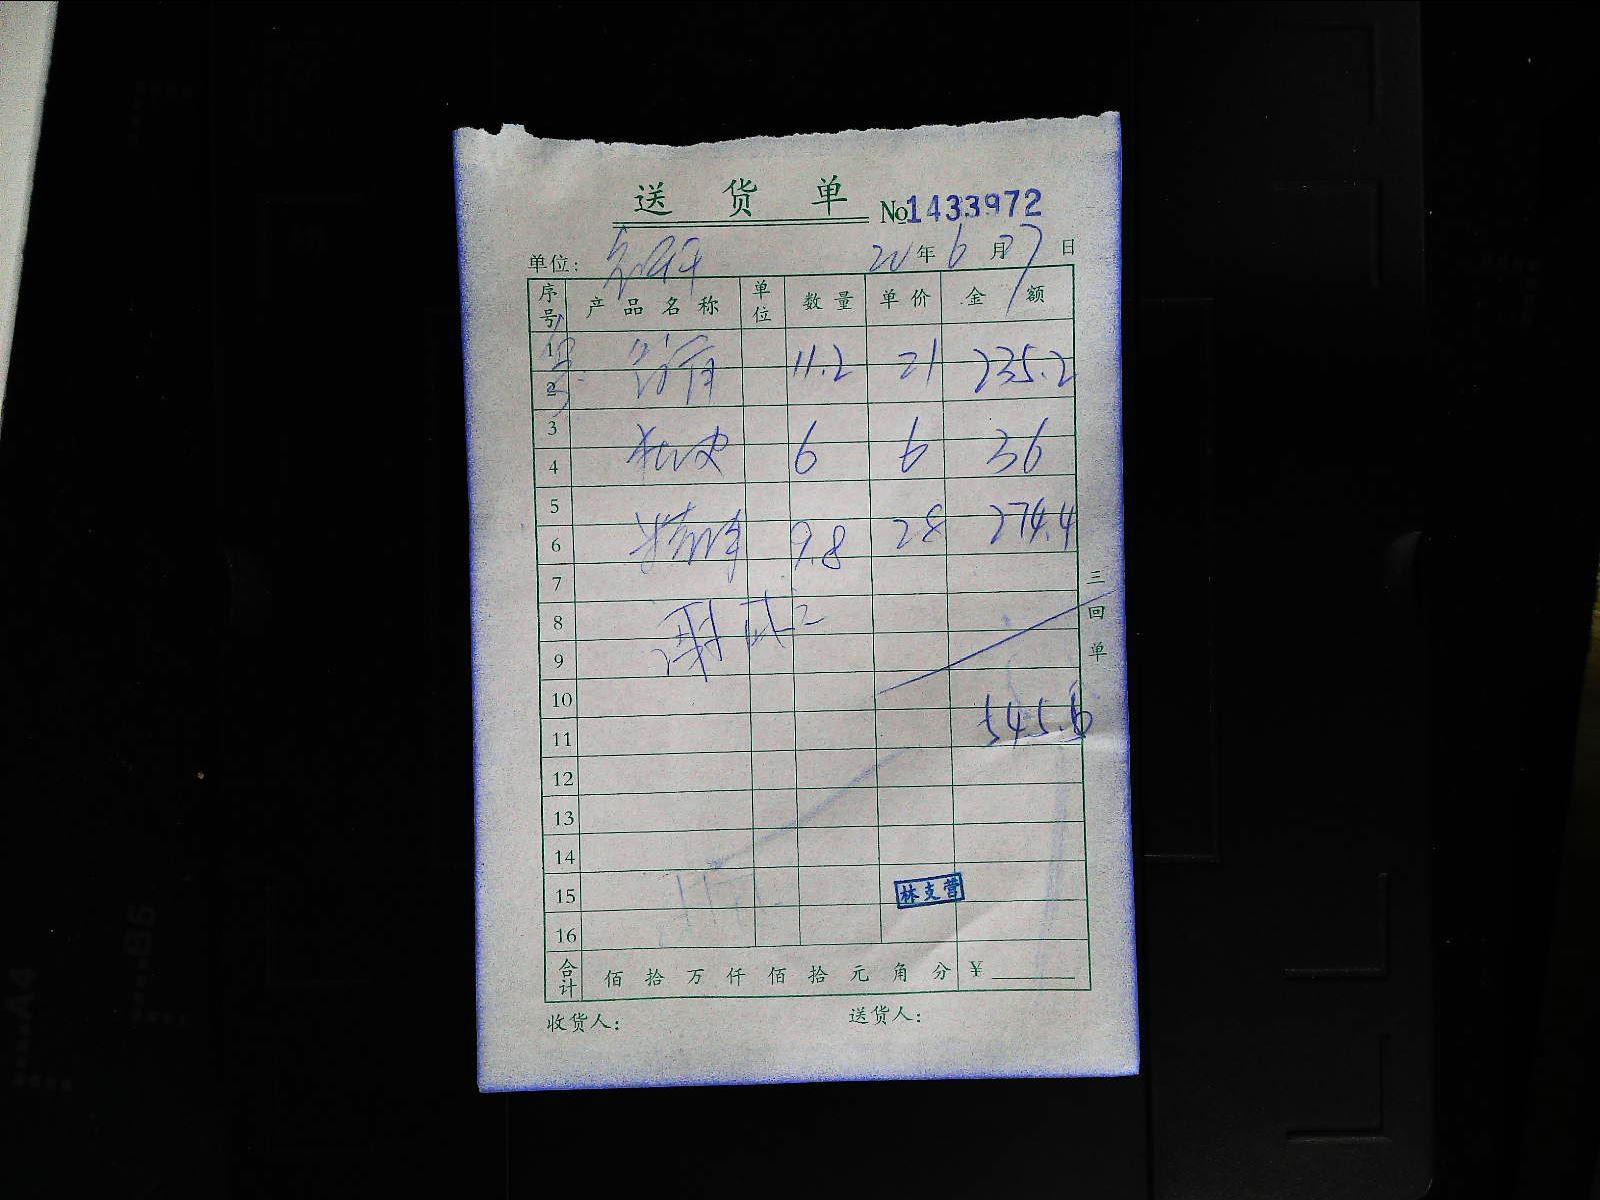 送 货 单 №1433972
单位: 年 6 月 27 日
序号 产品名称 单位 数量 单价 金 额
1
2 11.2 21 235.2
3
4 6 6 36
5
6 9.8 28 274.4
7
8
9
10
11 545.6
12
13
14
15 林支营
16
合计 佰 拾 万 仟 佰 拾 元 角 分 ¥
收货人: 送货人:
三回单